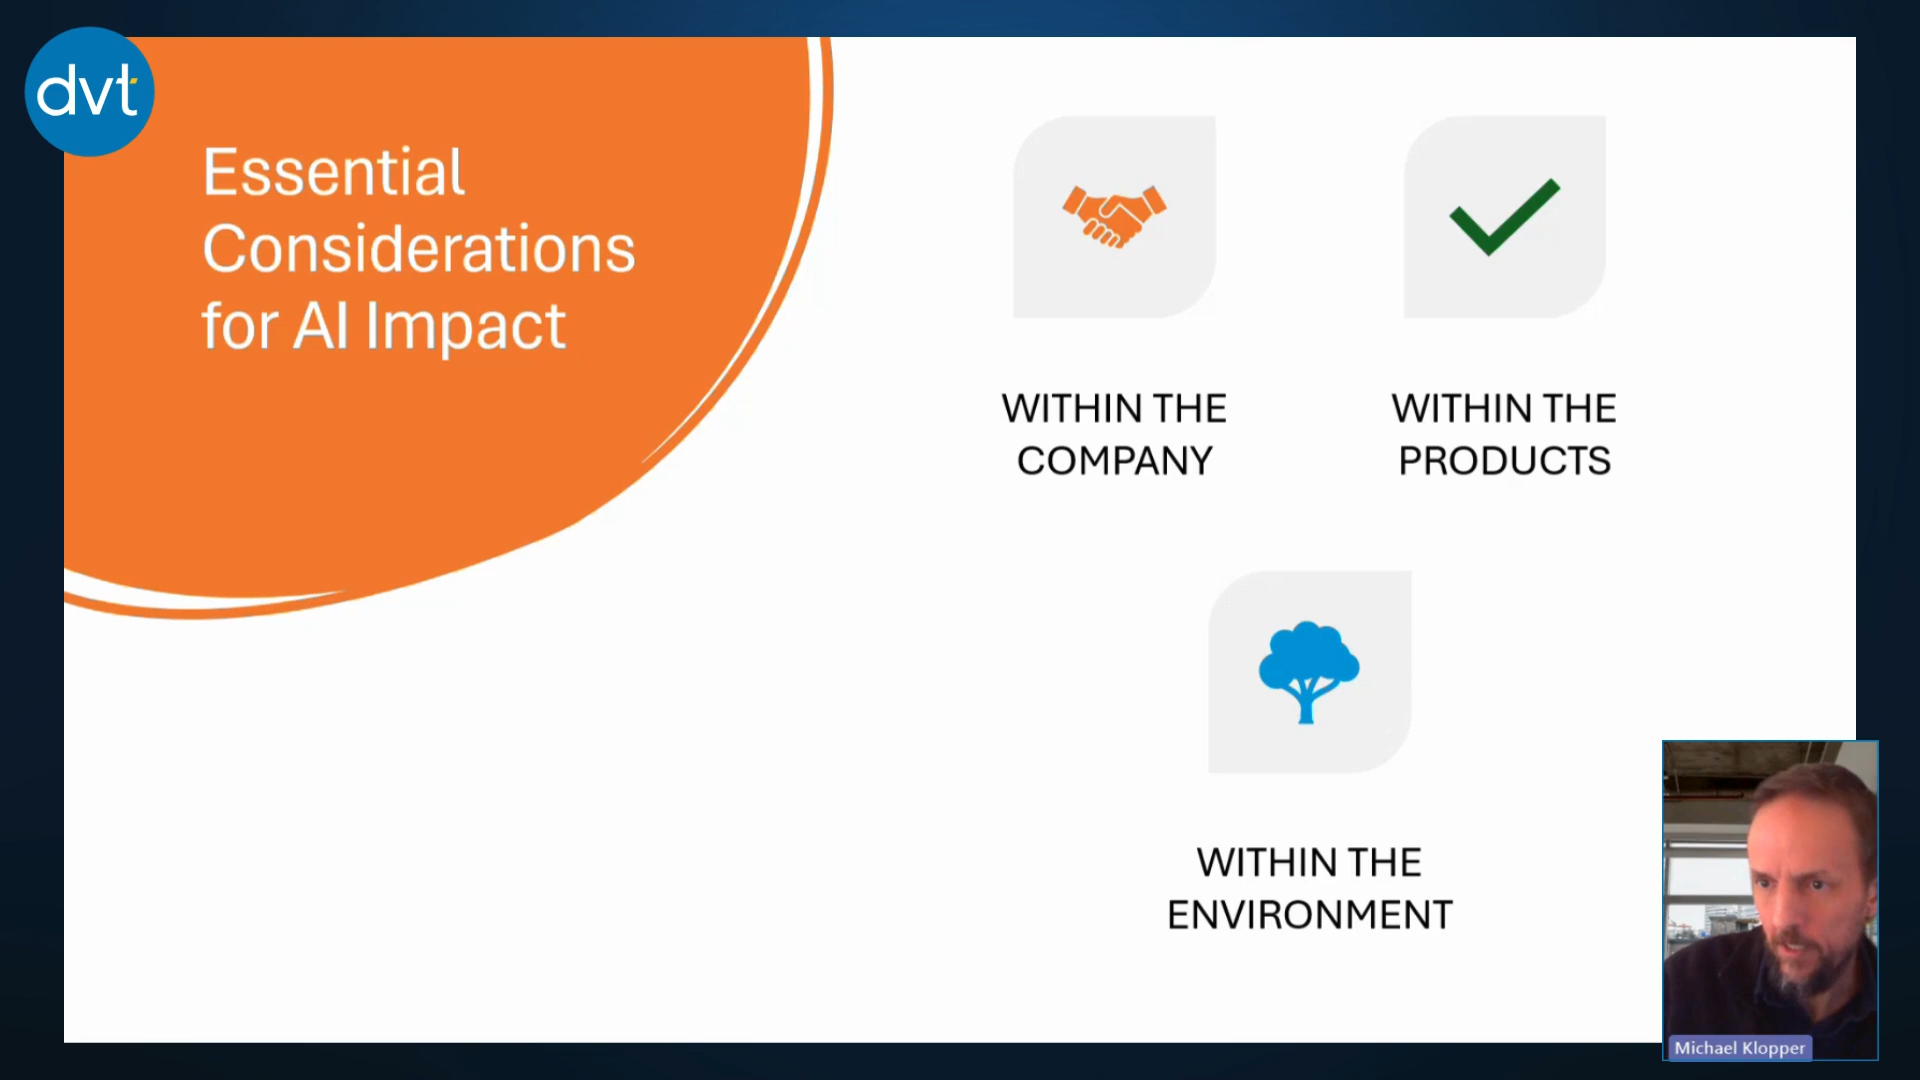 dvt
Essential
Considerations
for AI Impact
WITHIN THE
COMPANY
WITHIN THE
PRODUCTS
WITHIN THE
ENVIRONMENT
Michael Klopper